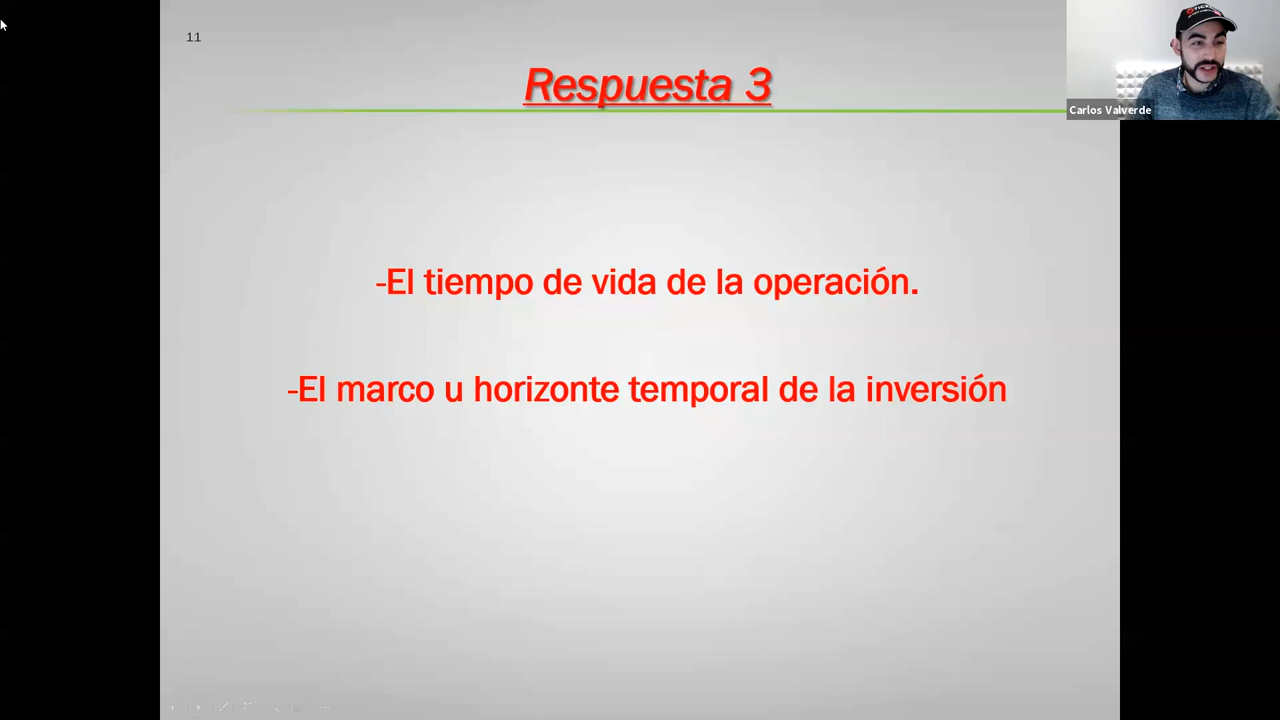 11
Respuesta 3
-El tiempo de vida de la operación.
-El marco u horizonte temporal de la inversión
Carlos Valverde